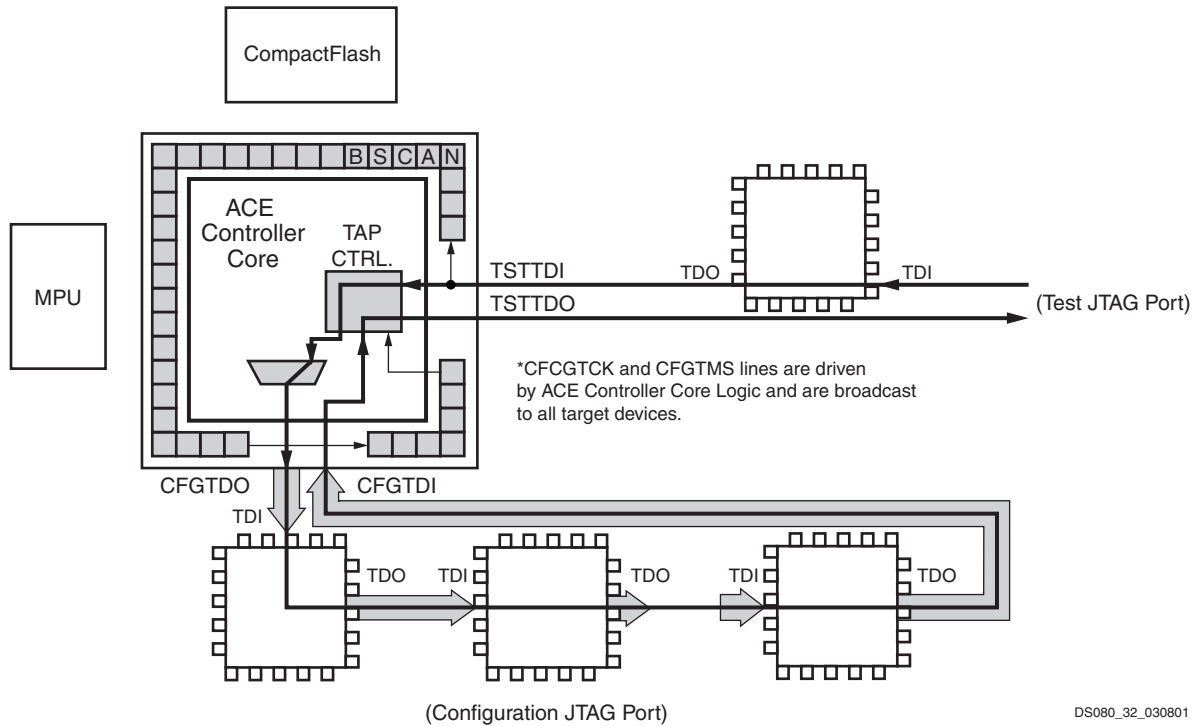 CompactFlash
B S C A N
ACE
Controller
Core
TAP
CTRL.
MPU
TSTTDI
TSTTDO
TDO
TDI
(Test JTAG Port)
*CFCGTCK and CFGTMS lines are driven
by ACE Controller Core Logic and are broadcast
to all target devices.
CFGTDO
CFGTDI
TDI
TDO
TDI
TDO
TDI
TDO
(Configuration JTAG Port)
DS080_32_030801